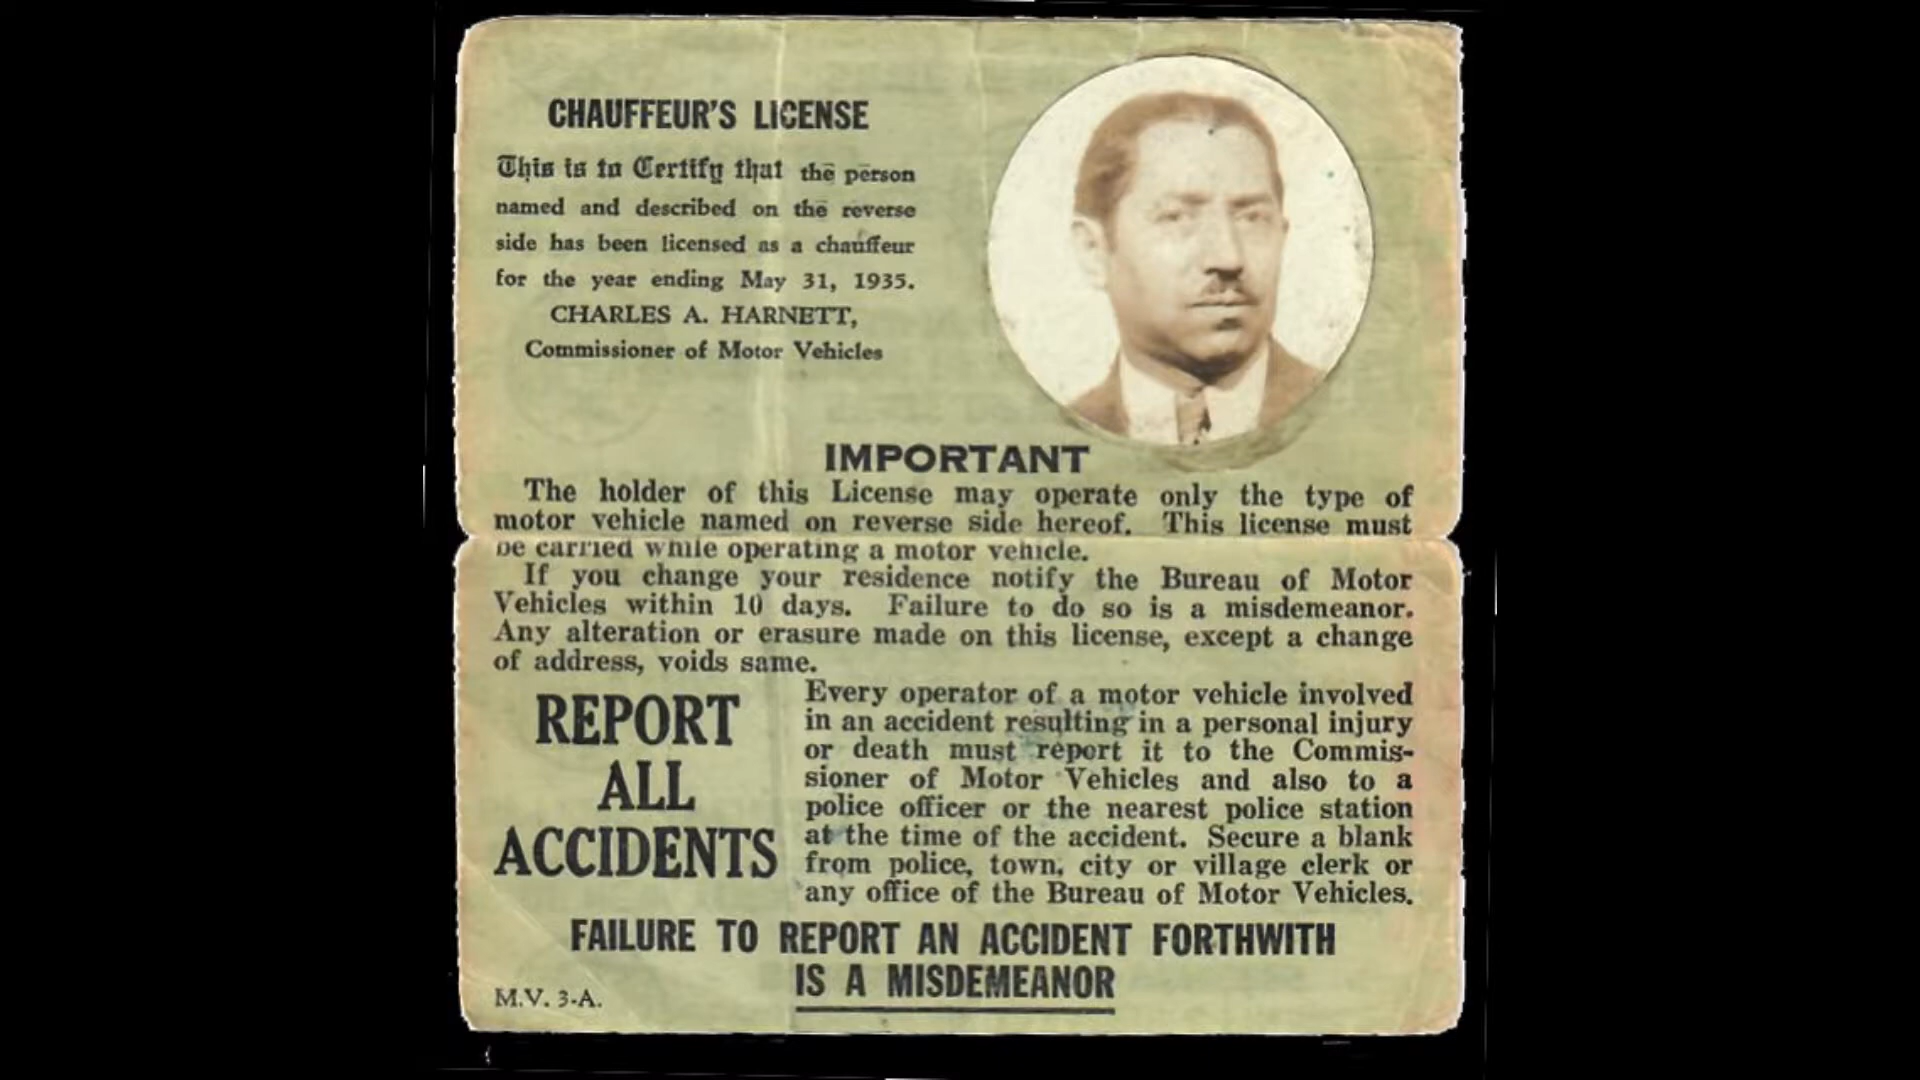 CHAUFFEUR'S LICENSE
This is to Certify that the person
named and described on the reverse
side has been licensed as a chauffeur
for the year ending May 31, 1935.
CHARLES A. HARNETT,
Commissioner of Motor Vehicles
IMPORTANT
The holder of this License may operate only the type of
motor vehicle named on reverse side hereof. This license must
be carried while operating a motor vehicle.
If you change your residence notify the Bureau of Motor
Vehicles within 10 days. Failure to do so is a misdemeanor.
Any alteration or erasure made on this license, except a change
of address, voids same.
REPORT
ALL
ACCIDENTS
Every operator of a motor vehicle involved
in an accident resulting in a personal injury
or death must report it to the Commis-
sioner of Motor Vehicles and also to a
police officer or the nearest police station
at the time of the accident. Secure a blank
from police, town, city or village clerk or
any office of the Bureau of Motor Vehicles.
FAILURE TO REPORT AN ACCIDENT FORTHWITH
IS A MISDEMEANOR
M.V. 3-A.